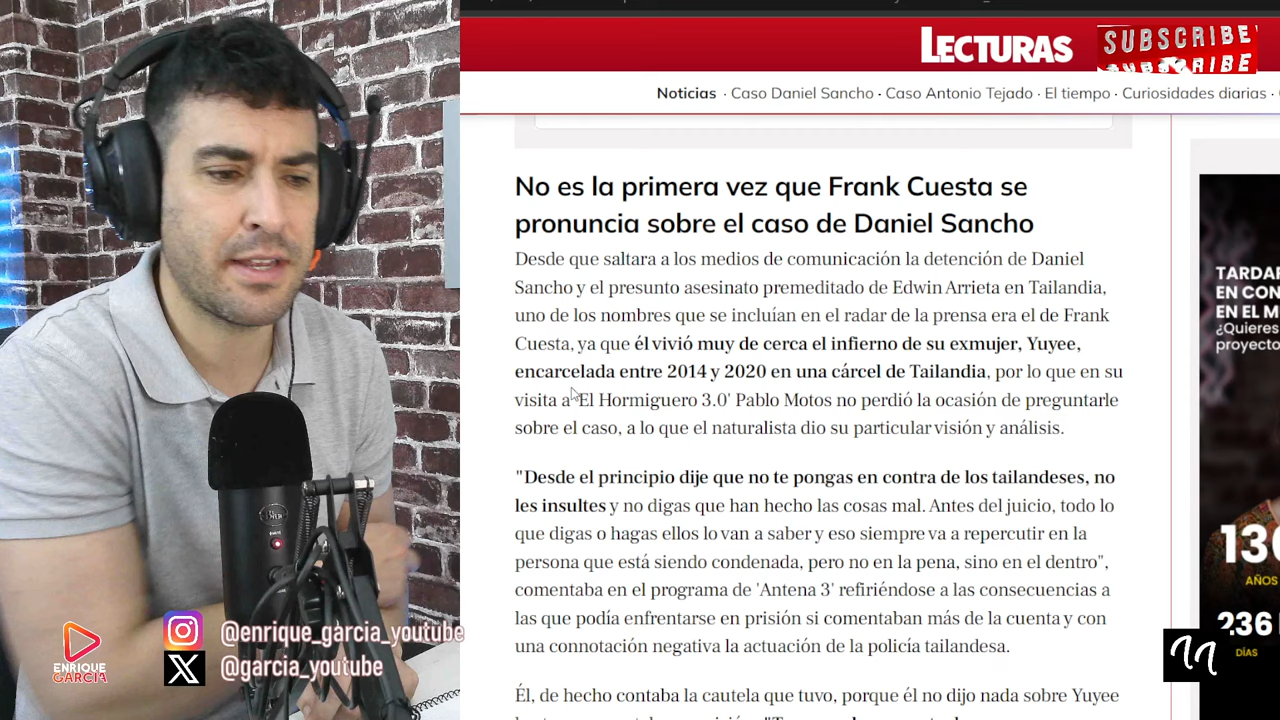 LECTURAS
SUBSCRIBE
SUBSCRIBE
Noticias · Caso Daniel Sancho · Caso Antonio Tejado · El tiempo · Curiosidades diarias ·
No es la primera vez que Frank Cuesta se
pronuncia sobre el caso de Daniel Sancho
Desde que saltara a los medios de comunicación la detención de Daniel
Sancho y el presunto asesinato premeditado de Edwin Arrieta en Tailandia,
uno de los nombres que se incluían en el radar de la prensa era el de Frank
Cuesta, ya que él vivió muy de cerca el infierno de su exmujer, Yuyee,
encarcelada entre 2014 y 2020 en una cárcel de Tailandia, por lo que en su
visita a 'El Hormiguero 3.0' Pablo Motos no perdió la ocasión de preguntarle
sobre el caso, a lo que el naturalista dio su particular visión y análisis.
"Desde el principio dije que no te pongas en contra de los tailandeses, no
les insultes y no digas que han hecho las cosas mal. Antes del juicio, todo lo
que digas o hagas ellos lo van a saber y eso siempre va a repercutir en la
persona que está siendo condenada, pero no en la pena, sino en el dentro",
comentaba en el programa de 'Antena 3' refiriéndose a las consecuencias a
las que podía enfrentarse en prisión si comentaban más de la cuenta y con
una connotación negativa la actuación de la policía tailandesa.
Él, de hecho contaba la cautela que tuvo, porque él no dijo nada sobre Yuyee
TARDAR
EN CON
EN EL M
¿Quieres
proyecto
130
AÑOS
236
DÍAS
ENRIQUE
GARCIA
@enrique_garcia_youtube
@garcia_youtube